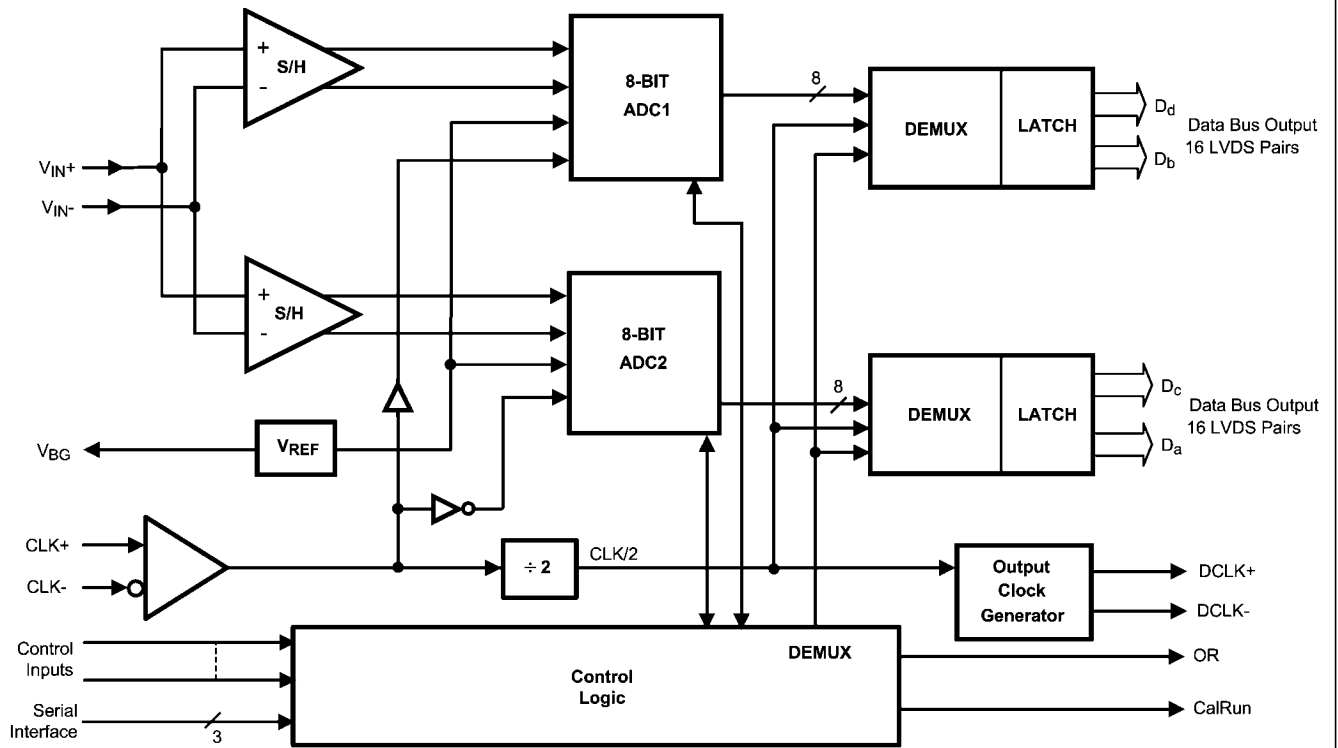 +
S/H
-
8-BIT
ADC1
8
DEMUX
LATCH
Dd
Db
Data Bus Output
16 LVDS Pairs
VIN+
VIN-
+
S/H
-
8-BIT
ADC2
8
DEMUX
LATCH
Dc
Da
Data Bus Output
16 LVDS Pairs
VBG
VREF
CLK+
CLK-
÷ 2
CLK/2
Output
Clock
Generator
DCLK+
DCLK-
Control
Inputs
Serial
Interface
3
Control
Logic
DEMUX
OR
CalRun